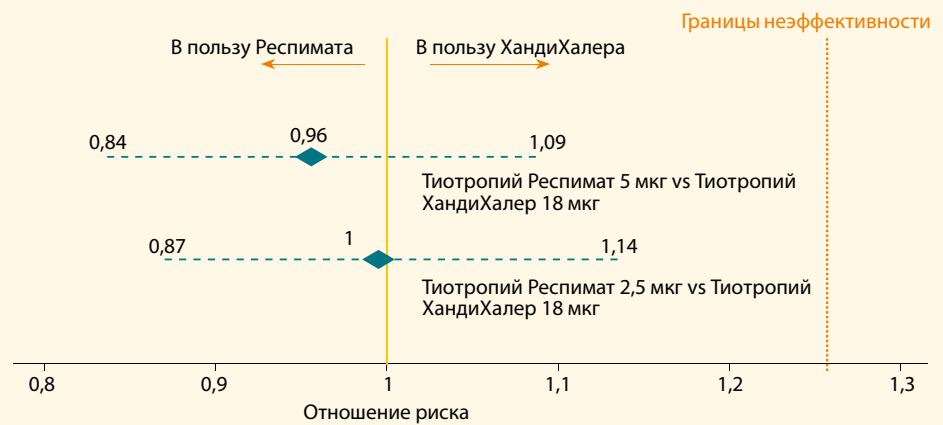 Границы неэффективности
В пользу Респимата
В пользу ХандиХалера
0,84
0,96
1,09
Тиотропий Респимат 5 мкг vs Тиотропий
ХандиХалер 18 мкг
0,87
1
1,14
Тиотропий Респимат 2,5 мкг vs Тиотропий
ХандиХалер 18 мкг
0,8
0,9
1
1,1
1,2
1,3
Отношение риска